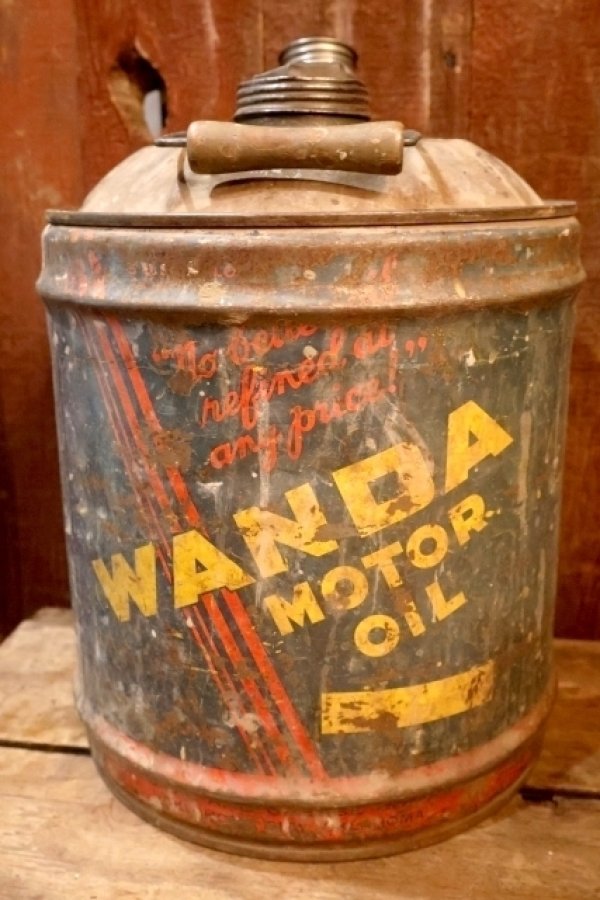 "No better
refined at
any price!"
WANDA
MOTOR
OIL